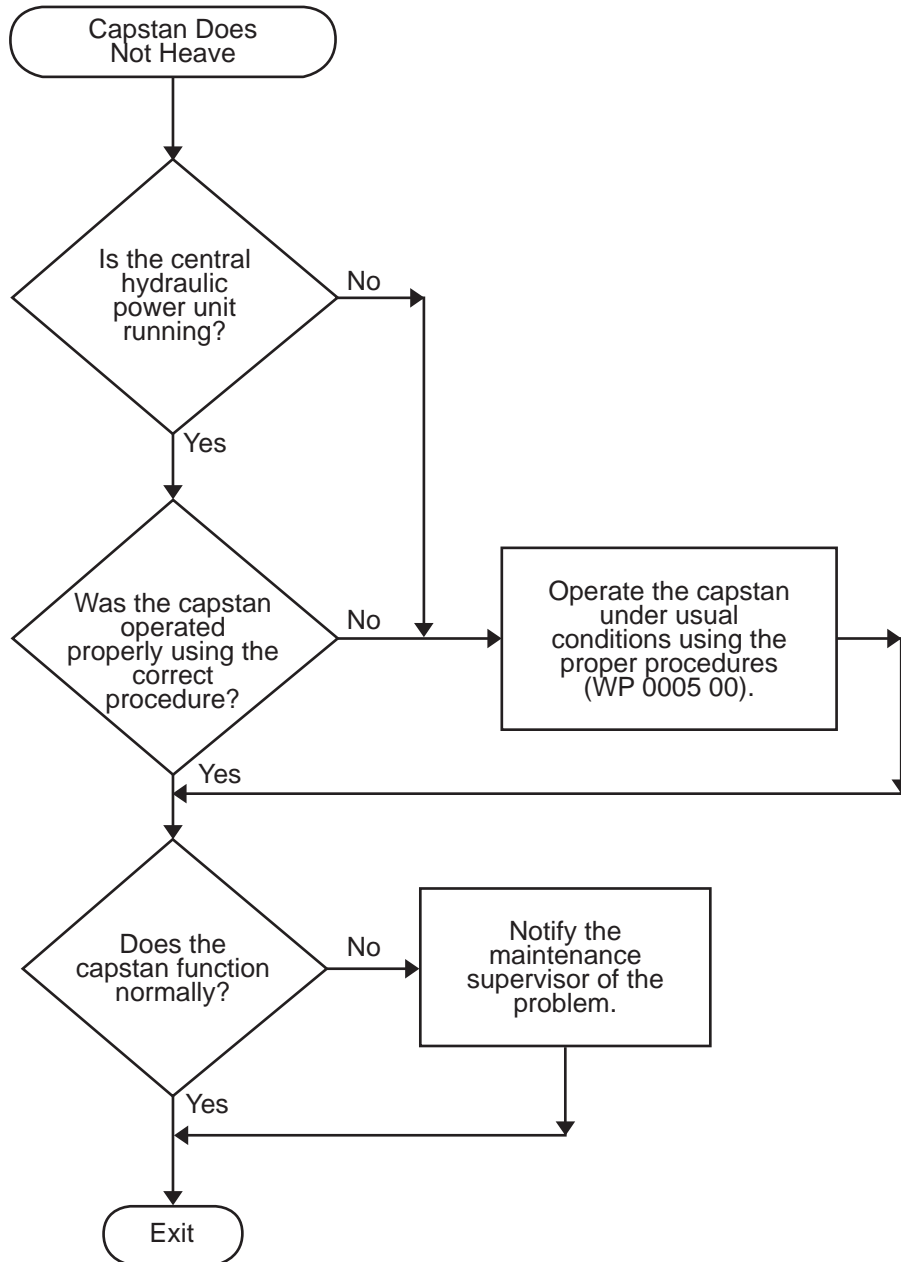 Capstan Does
Not Heave
Is the central
hydraulic
power unit
running?
No
Yes
Was the capstan
operated
properly using the
correct
procedure?
No
Operate the capstan
under usual
conditions using the
proper procedures
(WP 0005 00).
Yes
Does the
capstan function
normally?
No
Notify the
maintenance
supervisor of the
problem.
Yes
Exit